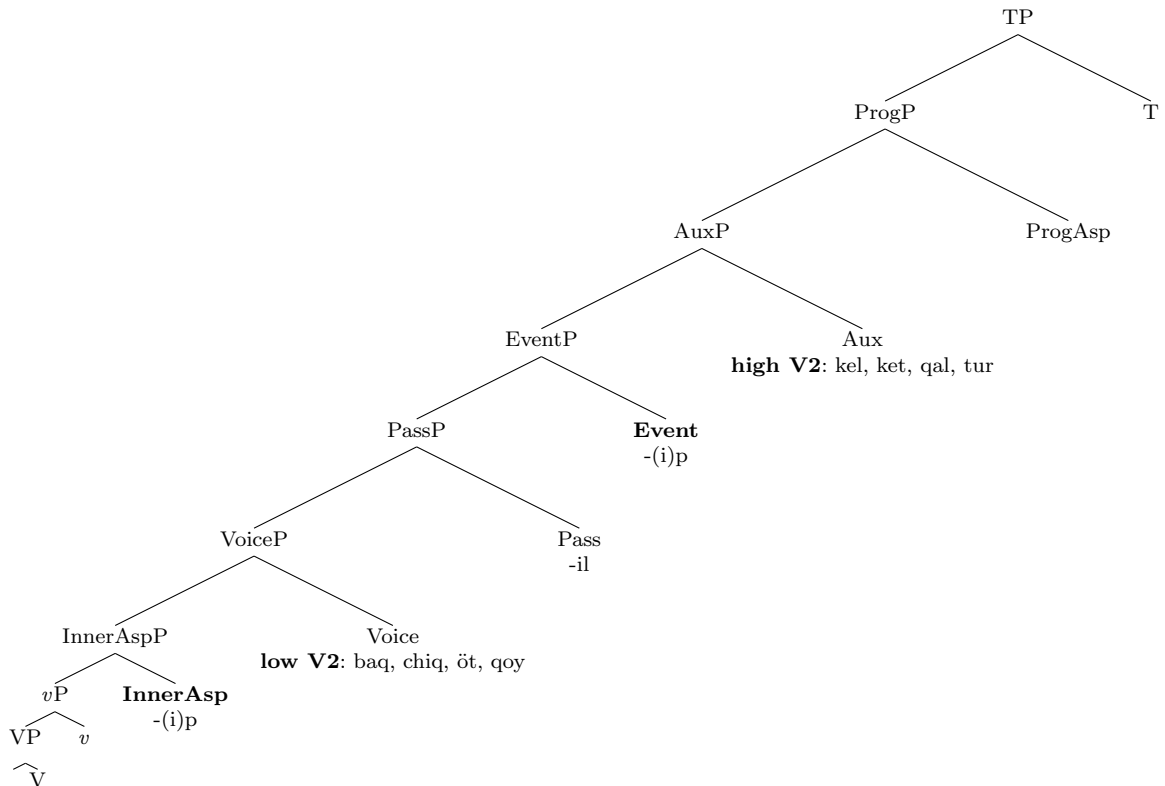 TP
ProgP
T
AuxP
ProgAsp
EventP
Aux
high V2: kel, ket, qal, tur
PassP
Event
-(i)p
VoiceP
Pass
-il
InnerAspP
Voice
low V2: baq, chiq, öt, qoy
vP
InnerAsp
-(i)p
VP
v
V